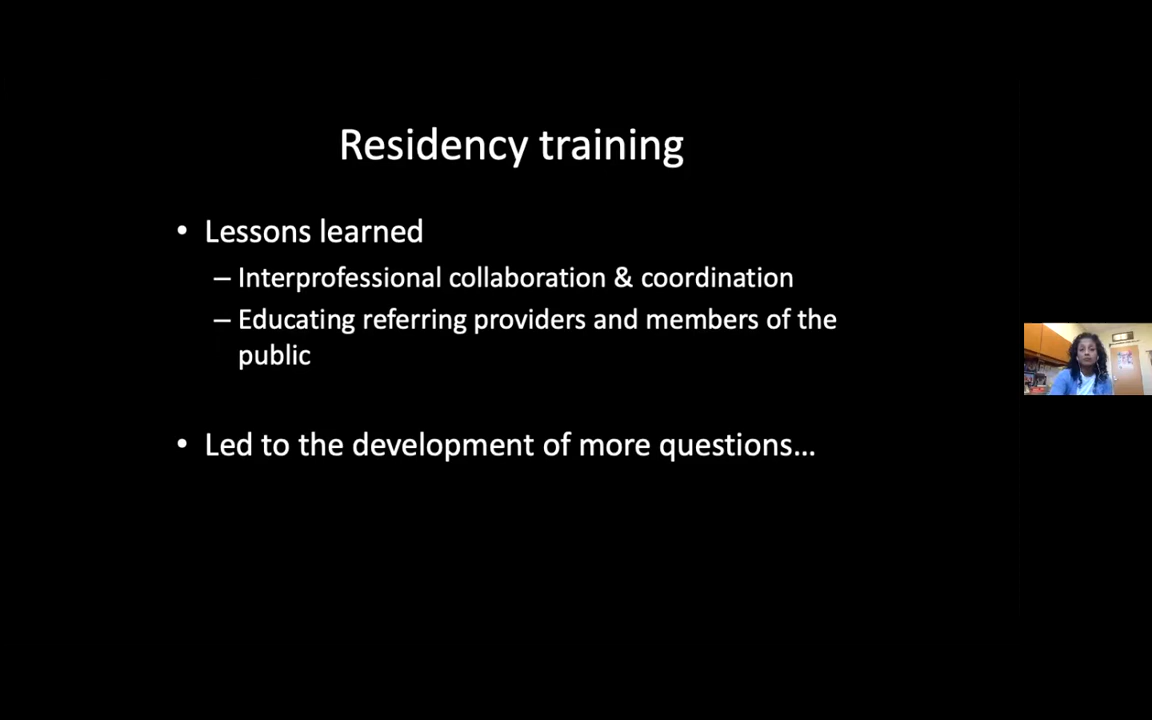 Residency training
• Lessons learned
– Interprofessional collaboration & coordination
– Educating referring providers and members of the
public
• Led to the development of more questions…